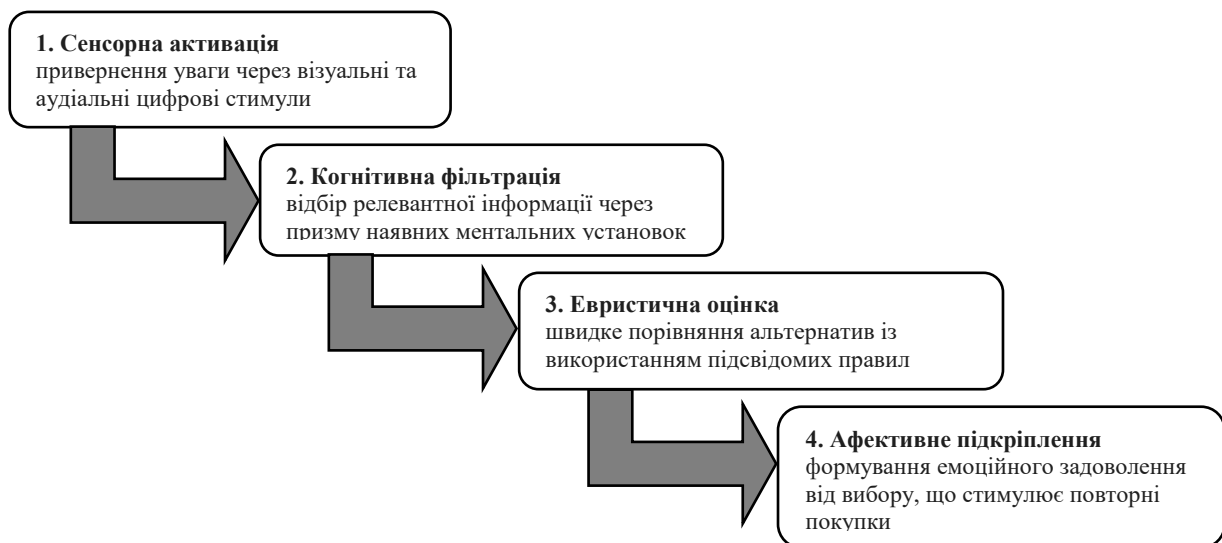 1. Сенсорна активація
привернення уваги через візуальні та
аудіальні цифрові стимули
2. Когнітивна фільтрація
відбір релевантної інформації через
призму наявних ментальних установок
3. Евристична оцінка
швидке порівняння альтернатив із
використанням підсвідомих правил
4. Афективне підкріплення
формування емоційного задоволення
від вибору, що стимулює повторні
покупки